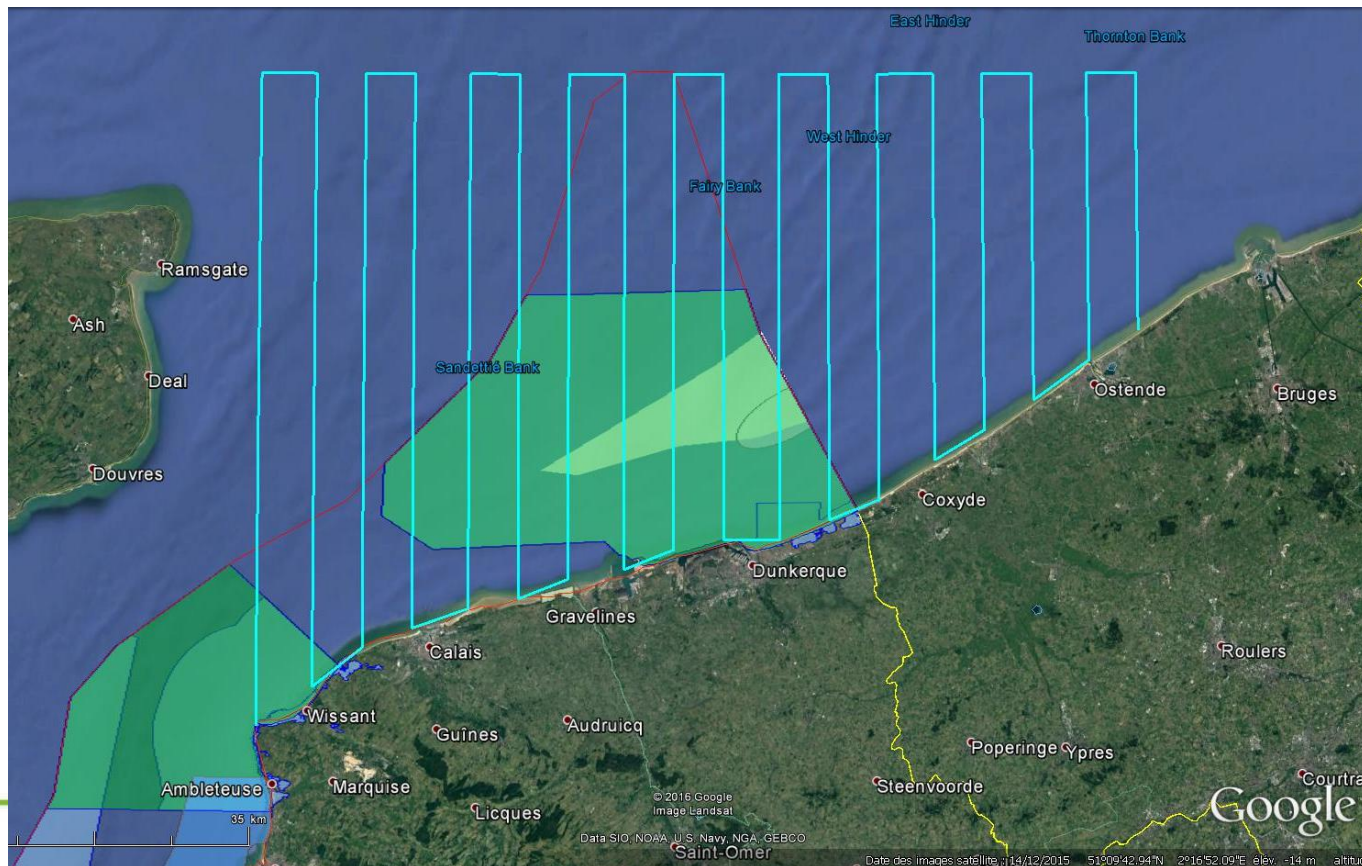 East Hinder
Thornton Bank
West Hinder
Fairy Bank
Ramsgate
Ash
Sandettié Bank
Deal
Ostende
Bruges
Douvres
Coxyde
Dunkerque
Gravelines
Calais
Roulers
Wissant
Audruicq
Guînes
Poperinge
Ypres
Ambleteuse
Marquise
Steenvoorde
Courtra
© 2016 Google
Image Landsat
Licques
Google
35 km
Data SIO, NOAA, U.S. Navy, NGA, GEBCO
Saint-Omer
Date des images satellite : 14/12/2015 51°09'42.94"N 2°16'52.09"E élev. -14 m altitu